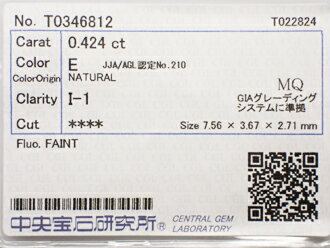 No. T0346812 T022824
Carat 0.424 ct
Color E JJA/AGL認定No.210
ColorOrigin NATURAL
Clarity I-1 MQ
GIAグレーディング
システムに準拠
Cut **** Size 7.56 × 3.67 × 2.71 mm
Fluo. FAINT
中央宝石研究所® CENTRAL GEM
LABORATORY